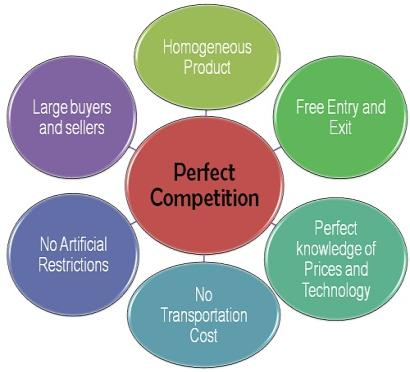 Homogeneous
Product
Large buyers
and sellers
Free Entry and
Exit
Perfect
Competition
No Artificial
Restrictions
Perfect
knowledge of
Prices and
Technology
No
Transportation
Cost